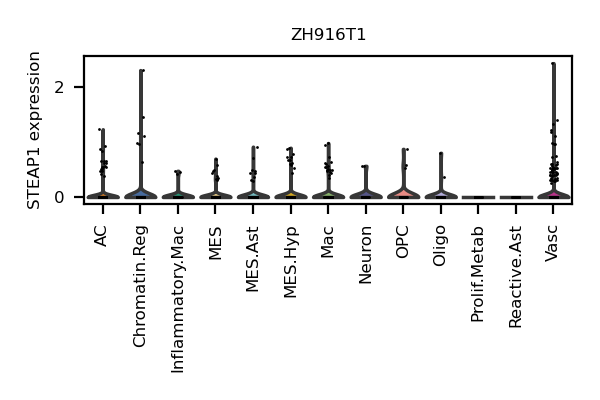 ZH916T1
STEAP1 expression
2
0
AC
Chromatin.Reg
Inflammatory.Mac
MES
MES.Ast
MES.Hyp
Mac
Neuron
OPC
Oligo
Prolif.Metab
Reactive.Ast
Vasc